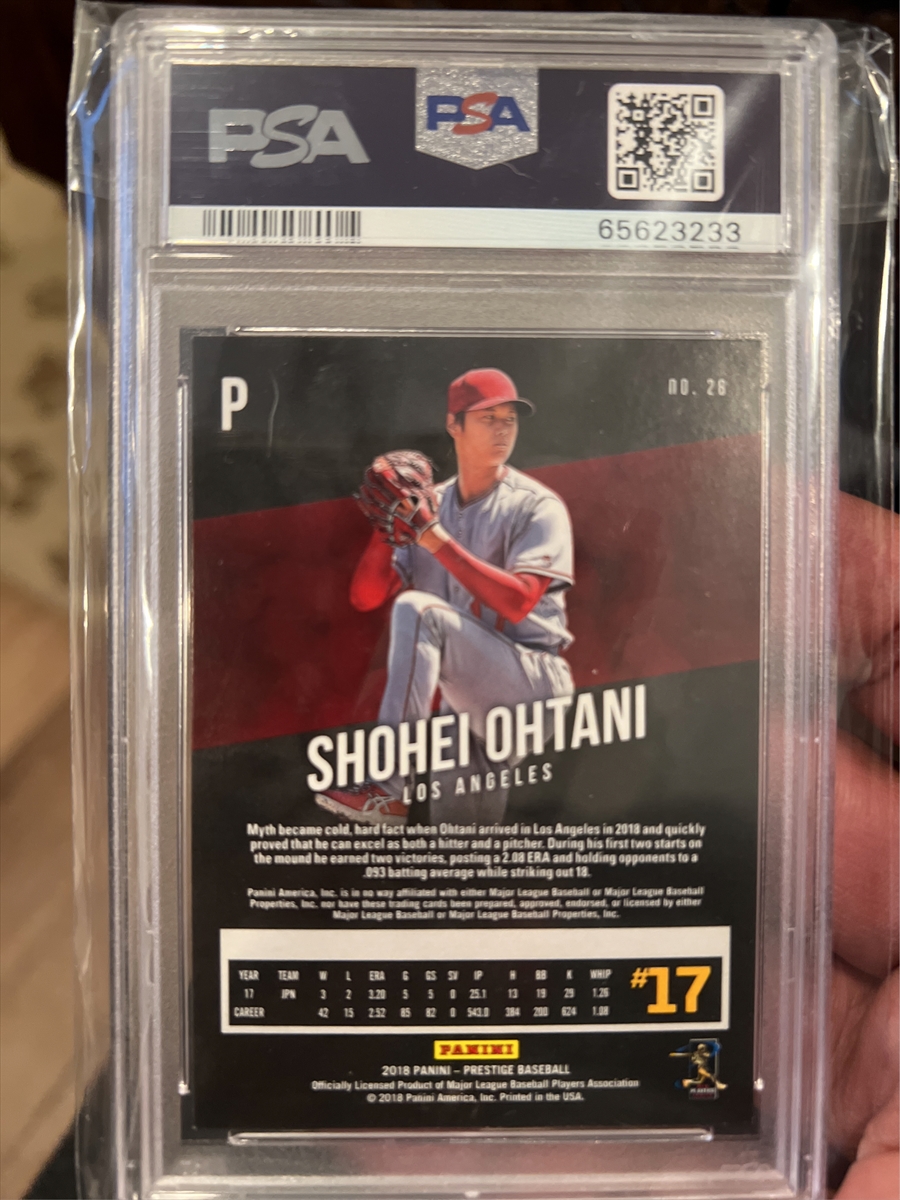 PSA
PSA
65623233
P
no. 26
SHOHEI OHTANI
LOS ANGELES
Myth became cold, hard fact when Ohtani arrived in Los Angeles in 2018 and quickly
proved that he can excel as both a hitter and a pitcher. During his first two starts on
the mound he earned two victories, posting a 2.08 ERA and holding opponents to a
.093 batting average while striking out 18.
Panini America, Inc. is in no way affiliated with either Major League Baseball or Major League Baseball
Properties, Inc. nor have these trading cards been prepared, approved, endorsed, or licensed by either
Major League Baseball or Major League Baseball Properties, Inc.
YEAR TEAM W L ERA G GS SV IP H BB K WHIP
17 JPN 3 2 3.20 5 5 0 25.1 13 19 29 1.26
CAREER 42 15 2.52 85 82 0 543.0 384 200 624 1.08
#17
PANINI
2018 PANINI – PRESTIGE BASEBALL
Officially Licensed Product of Major League Baseball Players Association
© 2018 Panini America, Inc. Printed in the USA.